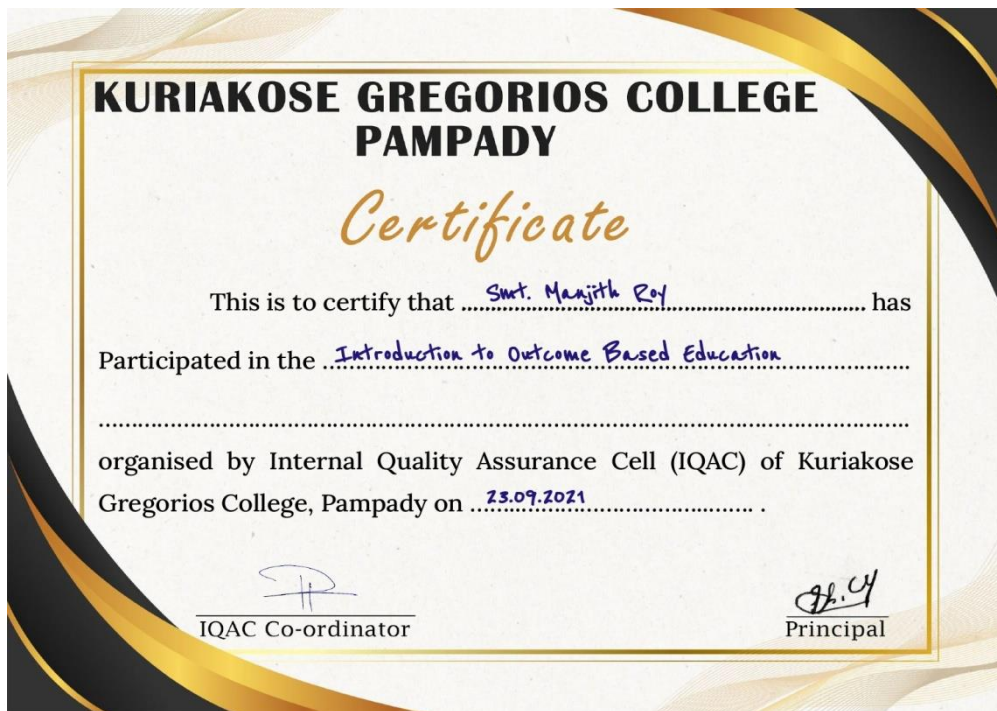 KURIAKOSE GREGORIOS COLLEGE
PAMPADY
Certificate
This is to certify that ..... Smt. Manjith Roy ..... has
Participated in the ..... Introduction to Outcome Based Education .....
.....
organised by Internal Quality Assurance Cell (IQAC) of Kuriakose
Gregorios College, Pampady on ..... 23.09.2021 ..... .
IQAC Co-ordinator
Principal